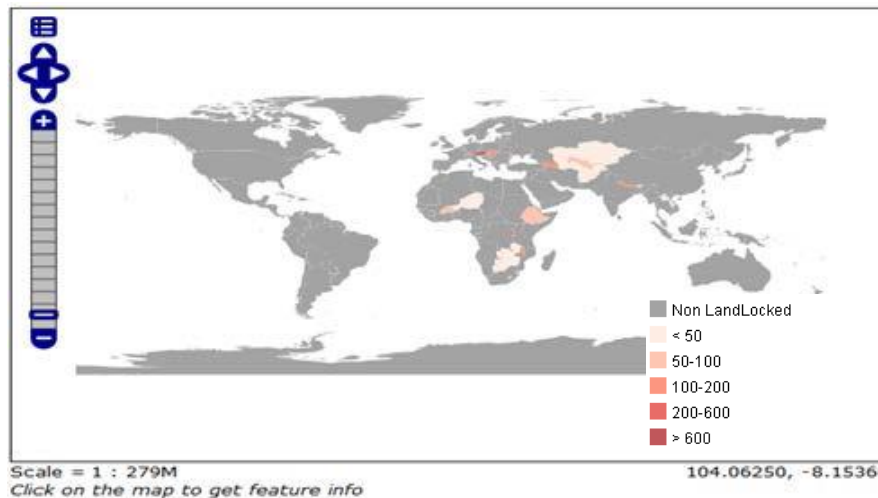 Non LandLocked
< 50
50-100
100-200
200-600
> 600
Scale = 1 : 279M
104.06250, -8.1536
Click on the map to get feature info